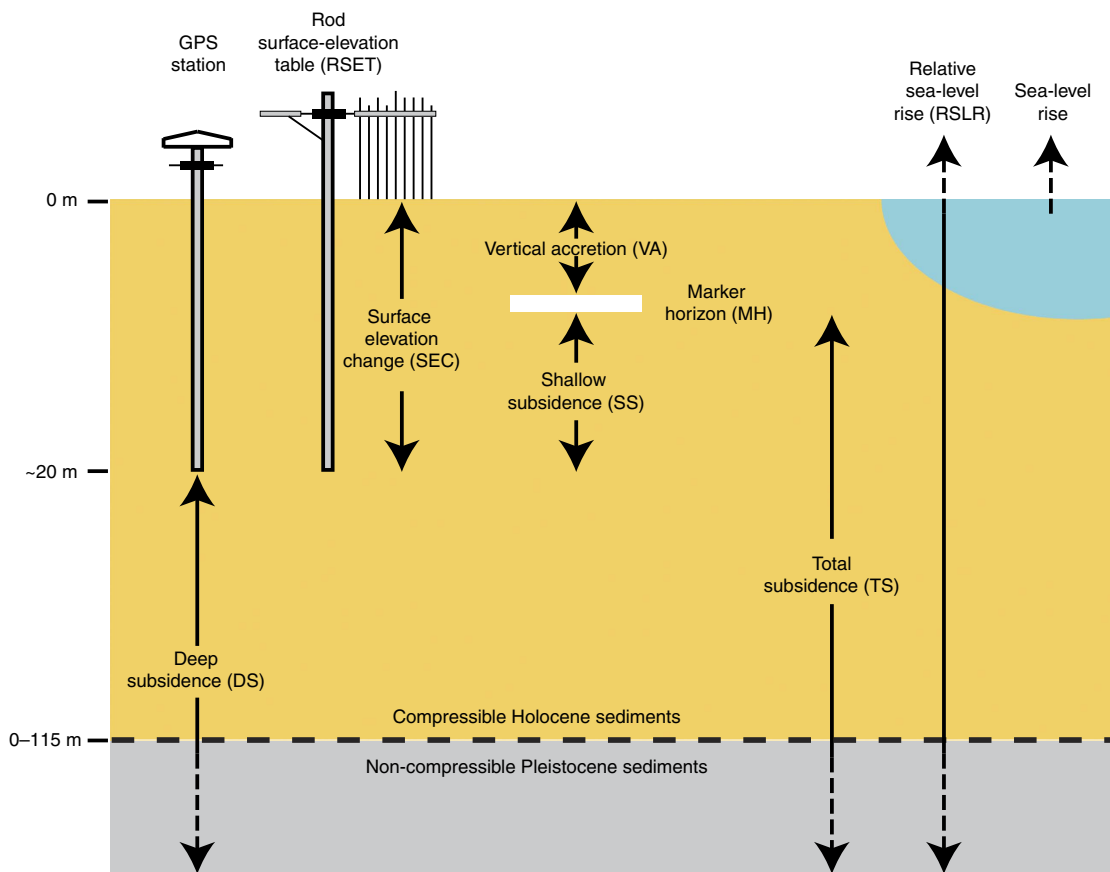 GPS
station
Rod
surface-elevation
table (RSET)
Relative
sea-level
rise (RSLR)
Sea-level
rise
0 m
Vertical accretion (VA)
Marker
horizon (MH)
Surface
elevation
change (SEC)
Shallow
subsidence (SS)
~20 m
Total
subsidence (TS)
Deep
subsidence (DS)
Compressible Holocene sediments
0–115 m
Non-compressible Pleistocene sediments